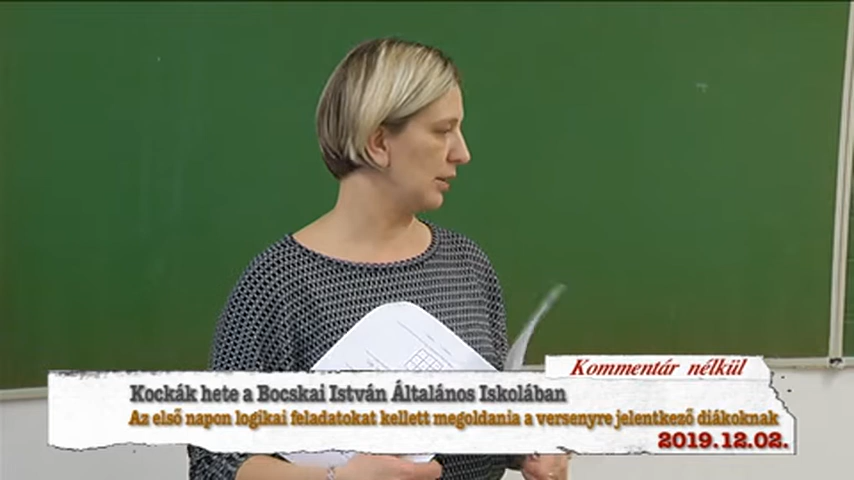 Kommentár nélkül
Kockák hete a Bocskai István Általános Iskolában
Az első napon logikai feladatokat kellett megoldania a versenyre jelentkező diákoknak
2019.12.02.